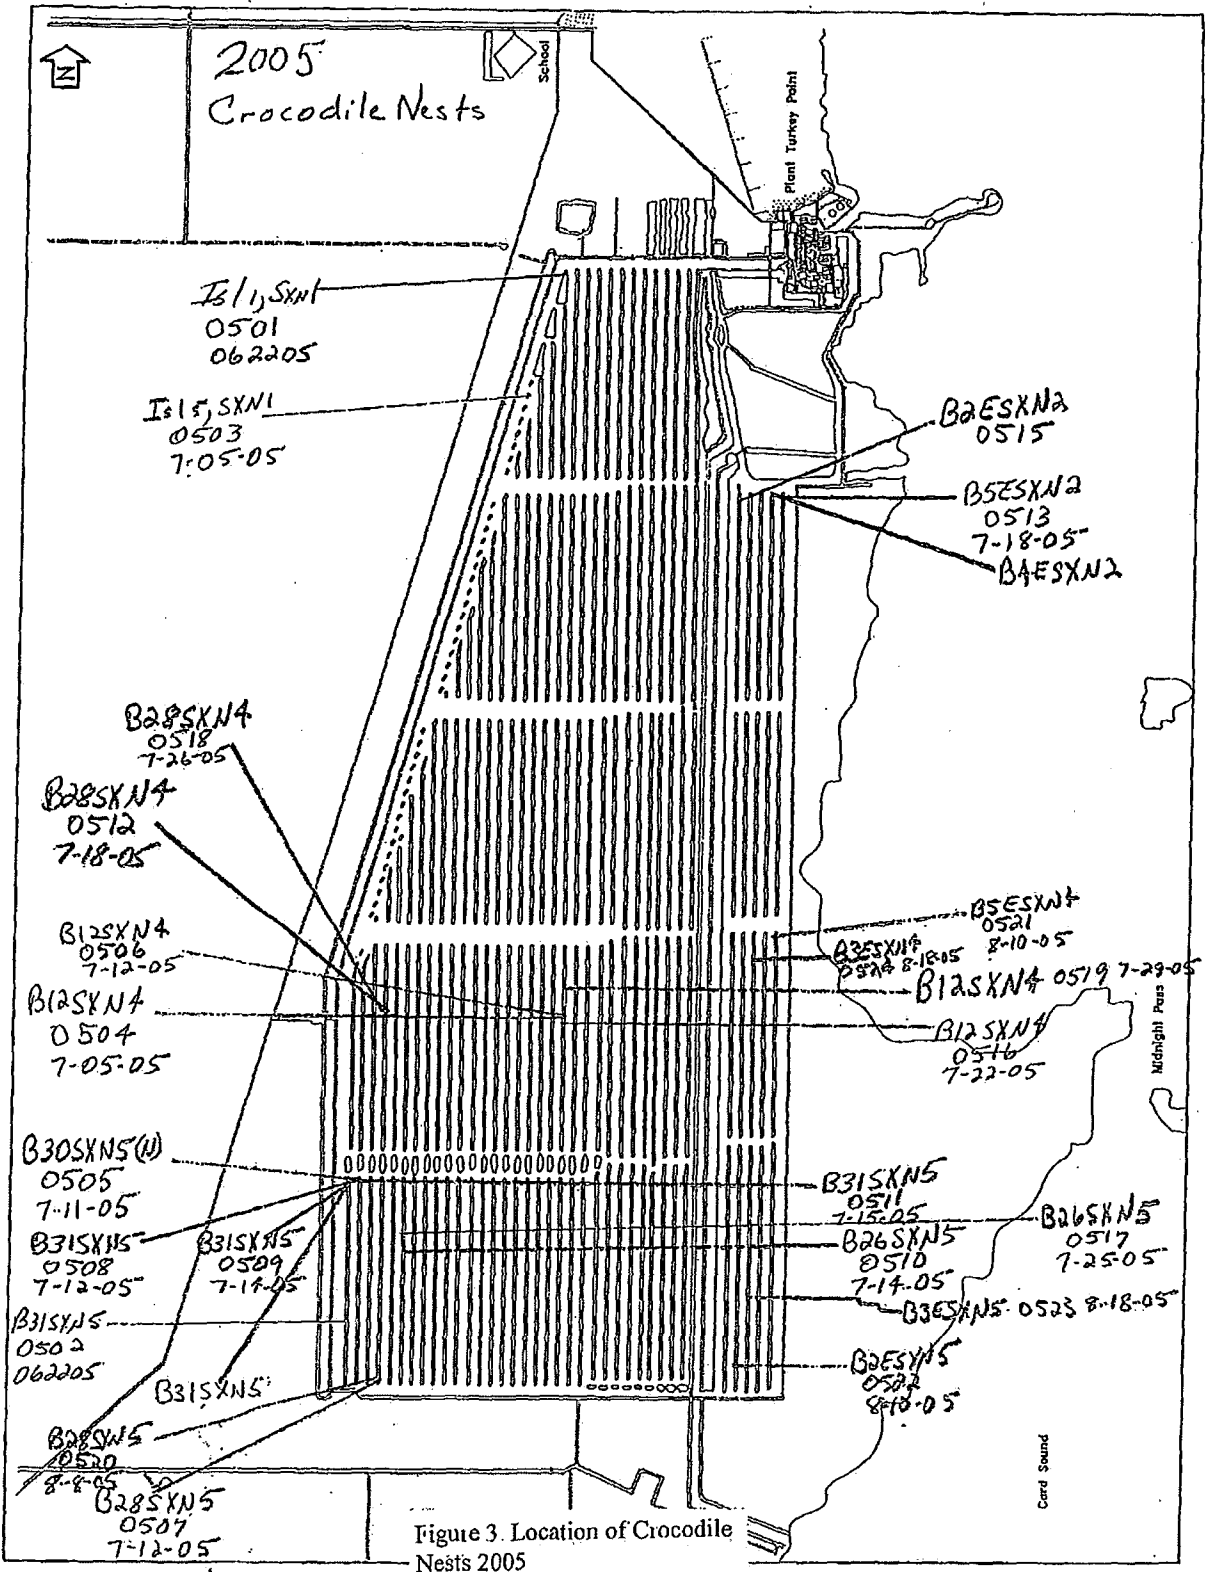 N
2005
Crocodile Nests
School
Plant Turkey Point
Isl 1, SXN1
0501
062205
Isl 5, SXN1
0503
7-05-05
B2ESXN2
0515
B5ESXN2
0513
7-18-05
B4ESXN2
B28SXN4
0518
7-26-05
B28SXN4
0512
7-18-05
B12SXN4
0506
7-12-05
B12SXN4
0504
7-05-05
B5ESXN4
0521
8-10-05
B3ESXN4
0524 8-18-05
B12SXN4 0519 7-29-05
B12SXN4
0516
7-22-05
Midnight Pass
B30SXN5(N)
0505
7-11-05
B31SXN5
0508
7-12-05
B31SXN5
0509
7-14-05
B31SXN5
0502
062205
B31SXN5
B31SXN5
0511
7-15-05
B26SXN5
0510
7-14-05
B26SXN5
0517
7-25-05
B3ESXN5 0523 8-18-05
B2ESXN5
0522
8-10-05
B28SXN5
0520
8-8-05
B28SXN5
0507
7-12-05
Card Sound
Figure 3. Location of Crocodile
Nests 2005